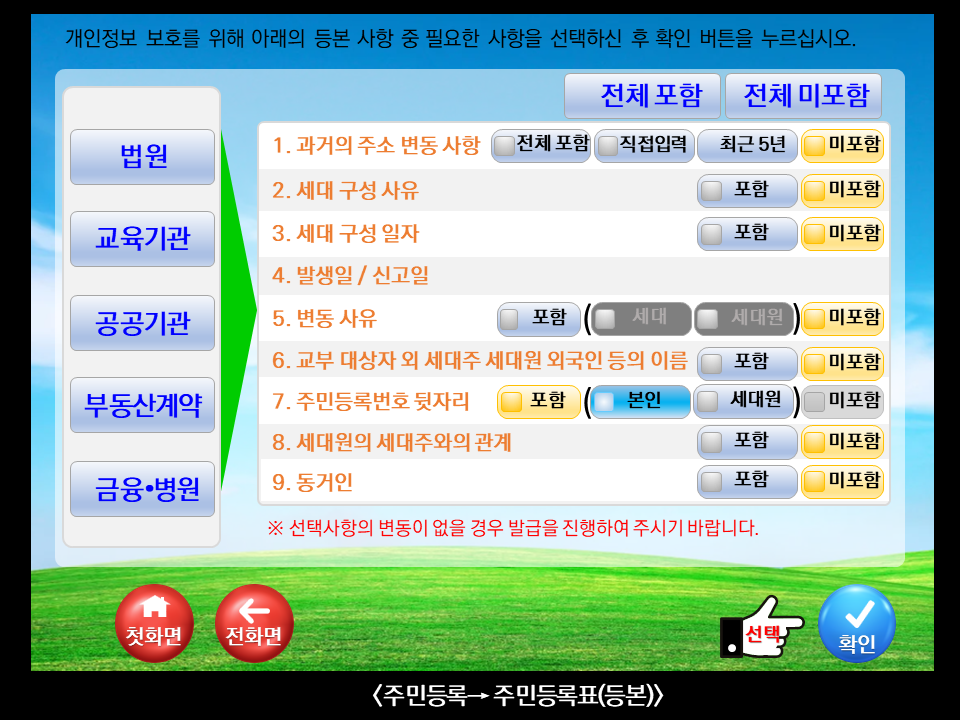 개인정보 보호를 위해 아래의 등본 사항 중 필요한 사항을 선택하신 후 확인 버튼을 누르십시오.
전체 포함 전체 미포함
법원
교육기관
공공기관
부동산계약
금융•병원
1. 과거의 주소 변동 사항 전체 포함 직접입력 최근 5년 미포함
2. 세대 구성 사유 포함 미포함
3. 세대 구성 일자 포함 미포함
4. 발생일 / 신고일
5. 변동 사유 포함 ( 세대 세대원 ) 미포함
6. 교부 대상자 외 세대주 세대원 외국인 등의 이름 포함 미포함
7. 주민등록번호 뒷자리 포함 ( 본인 세대원 ) 미포함
8. 세대원의 세대주와의 관계 포함 미포함
9. 동거인 포함 미포함
※ 선택사항의 변동이 없을 경우 발급을 진행하여 주시기 바랍니다.
첫화면 전화면 선택 확인
<주민등록→ 주민등록표(등본)>